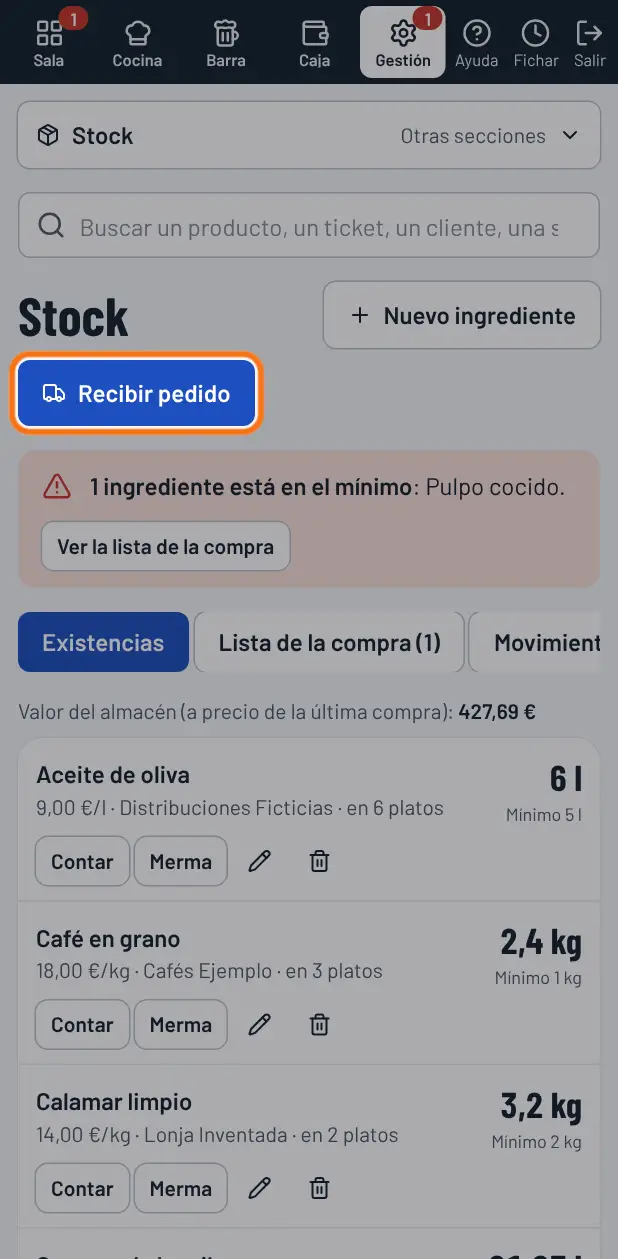 1
1
Sala
Cocina
Barra
Caja
Gestión
Ayuda
Fichar
Salir
Stock
Otras secciones
Buscar un producto, un ticket, un cliente, una s
Stock
+ Nuevo ingrediente
Recibir pedido
1 ingrediente está en el mínimo: Pulpo cocido.
Ver la lista de la compra
Existencias
Lista de la compra (1)
Movimient
Valor del almacén (a precio de la última compra): 427,69 €
Aceite de oliva
6 l
9,00 €/l · Distribuciones Ficticias · en 6 platos
Mínimo 5 l
Contar
Merma
Café en grano
2,4 kg
18,00 €/kg · Cafés Ejemplo · en 3 platos
Mínimo 1 kg
Contar
Merma
Calamar limpio
3,2 kg
14,00 €/kg · Lonja Inventada · en 2 platos
Mínimo 2 kg
Contar
Merma